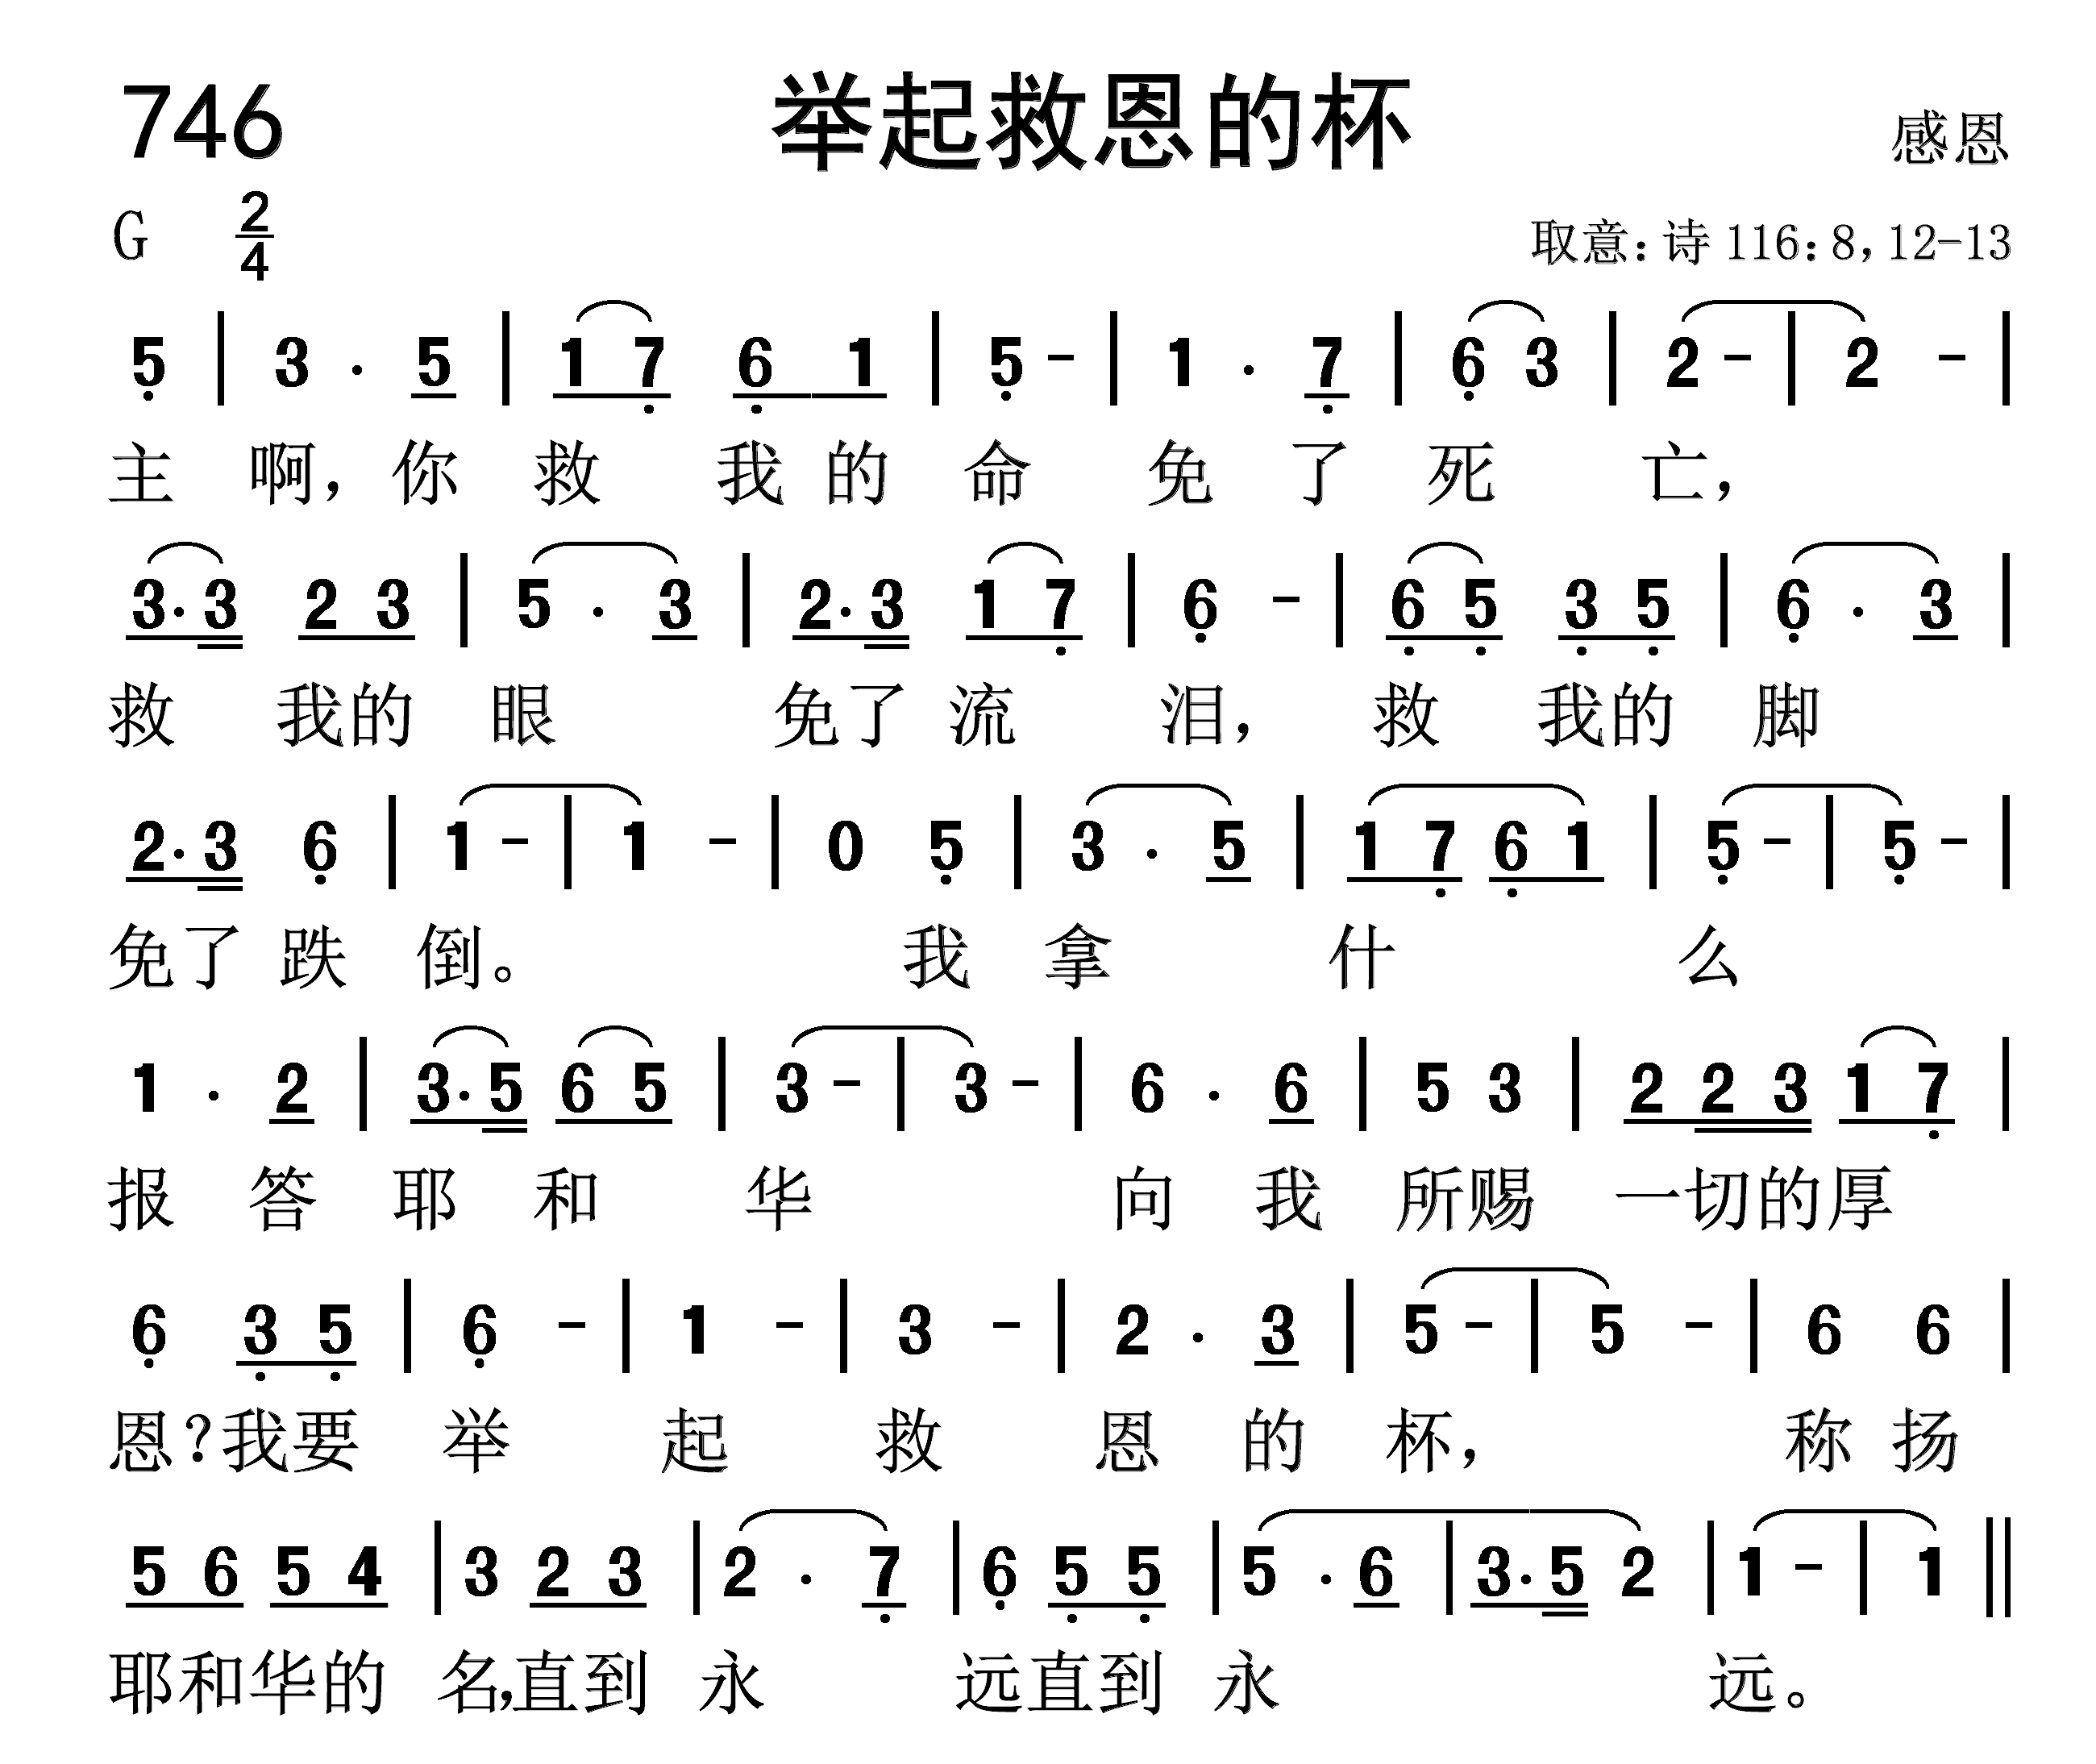 746 举起救恩的杯 感恩
G 2/4 取意：诗 116：8，12-13
5 | 3 · 5 | 1 7 6 1 | 5 - | 1 · 7 | 6 3 | 2 - | 2 - |
主 啊，你 救 我 的 命 免 了 死 亡，
3·3 2 3 | 5 · 3 | 2·3 1 7 | 6 - | 6 5 3 5 | 6 · 3 |
救 我的 眼 免了 流 泪，救 我的 脚
2·3 6 | 1 - | 1 - | 0 5 | 3 · 5 | 1 7 6 1 | 5 - | 5 - |
免了 跌 倒。 我 拿 什 么
1 · 2 | 3·5 6 5 | 3 - | 3 - | 6 · 6 | 5 3 | 2 2 3 1 7 |
报 答 耶 和 华 向 我 所赐 一切的厚
6 3 5 | 6 - | 1 - | 3 - | 2 · 3 | 5 - | 5 - | 6 6 |
恩？我要 举 起 救 恩 的 杯， 称 扬
5 6 5 4 | 3 2 3 | 2 · 7 | 6 5 5 | 5 · 6 | 3·5 2 | 1 - | 1 ||
耶和华的 名，直到 永 远直到 永 远。